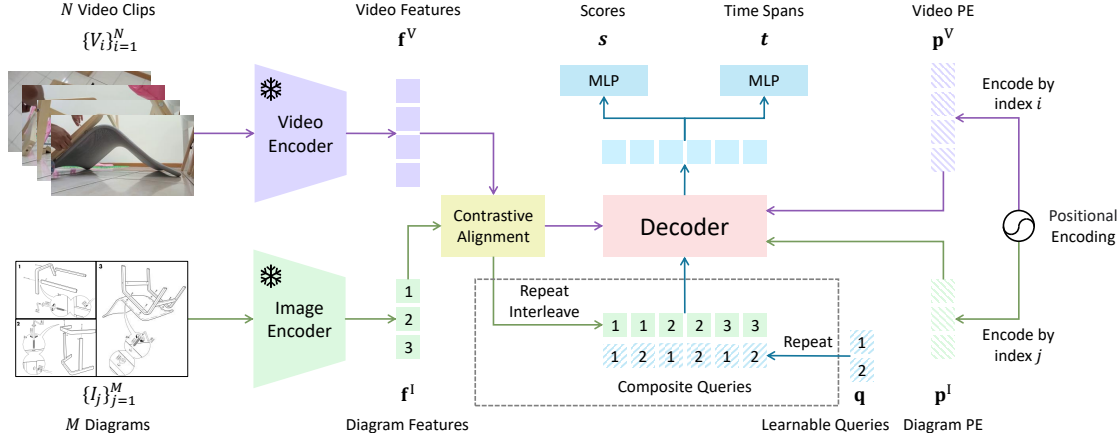 N Video Clips
{V_i}_{i=1}^N
Video Features
f^V
Scores
s
Time Spans
t
Video PE
p^V
MLP
MLP
Encode by
index i
Video
Encoder
Contrastive
Alignment
Decoder
Positional
Encoding
1
2
3
Image
Encoder
1
2
3
Repeat
Interleave
1 1 2 2 3 3
1 2 1 2 1 2
Repeat
1
2
Composite Queries
Encode by
index j
{I_j}_{j=1}^M
M Diagrams
f^I
Diagram Features
q
Learnable Queries
p^I
Diagram PE